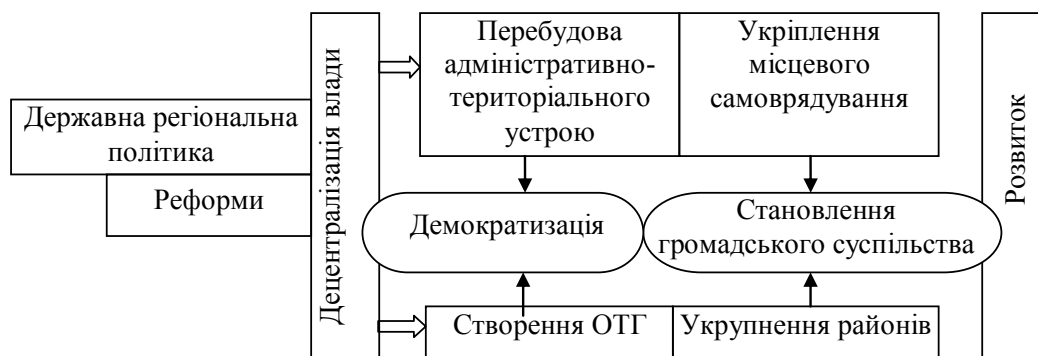 Державна регіональна
політика
Реформи
Децентралізація влади
Перебудова
адміністративно-
територіального
устрою
Укріплення
місцевого
самоврядування
Демократизація
Становлення
громадського суспільства
Створення ОТГ
Укрупнення районів
Розвиток